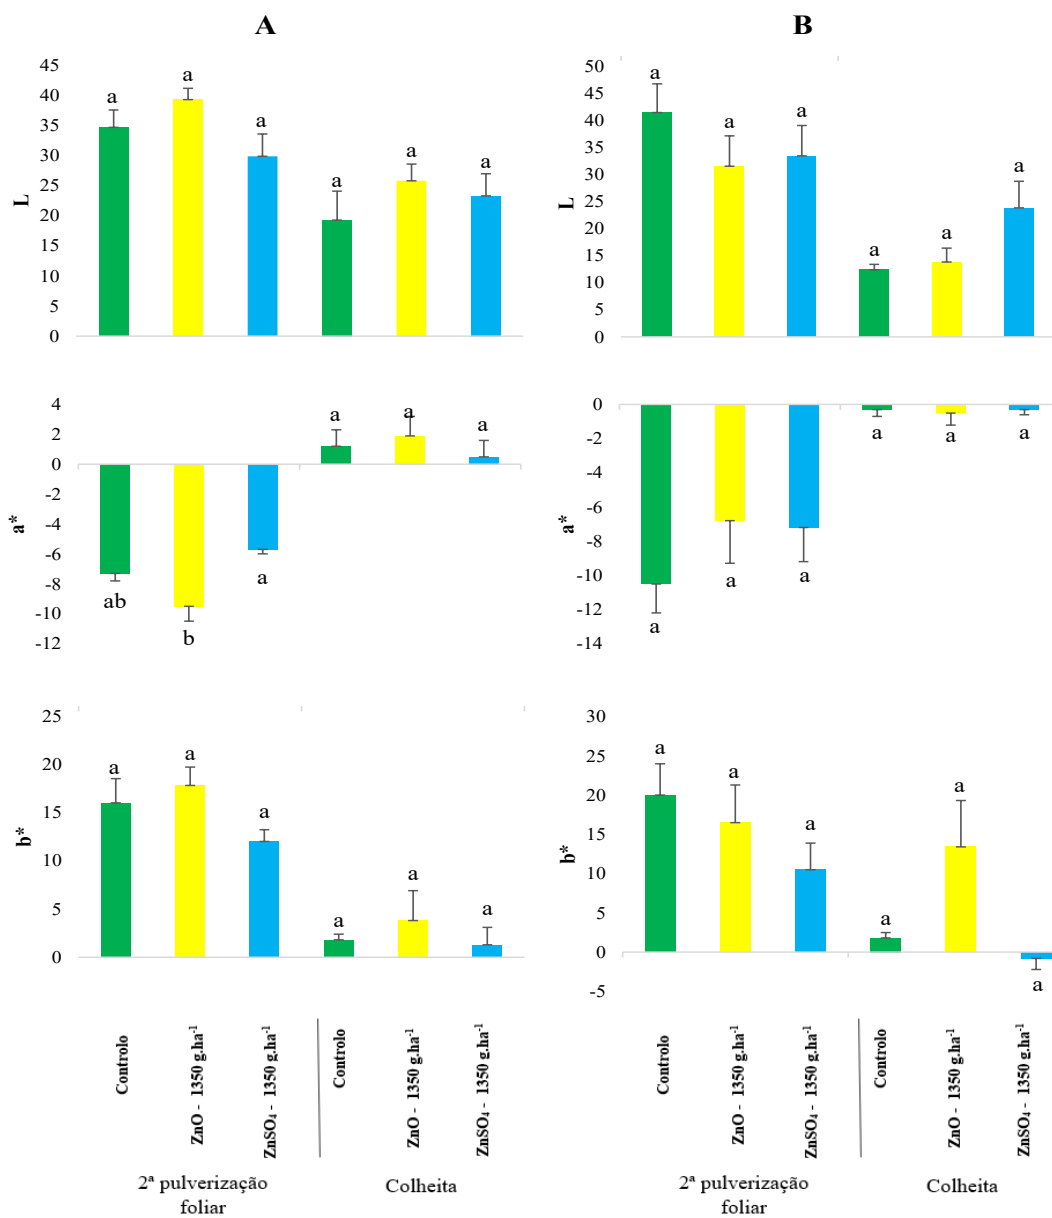 A
B
45
40
35
30
25
20
15
10
5
0
L
a
a
a
a
a
a
50
45
40
35
30
25
20
15
10
5
0
L
a
a
a
a
a
a
4
2
0
-2
-4
-6
-8
-10
-12
a*
ab
b
a
a
a
a
0
-2
-4
-6
-8
-10
-12
-14
a*
a
a
a
a
a
a
25
20
15
10
5
0
b*
a
a
a
a
a
a
30
25
20
15
10
5
0
-5
b*
a
a
a
a
a
a
Controlo
ZnO - 1350 g.ha⁻¹
ZnSO₄ - 1350 g.ha⁻¹
Controlo
ZnO - 1350 g.ha⁻¹
ZnSO₄ - 1350 g.ha⁻¹
2ª pulverização
foliar
Colheita
Controlo
ZnO - 1350 g.ha⁻¹
ZnSO₄ - 1350 g.ha⁻¹
Controlo
ZnO - 1350 g.ha⁻¹
ZnSO₄ - 1350 g.ha⁻¹
2ª pulverização
foliar
Colheita